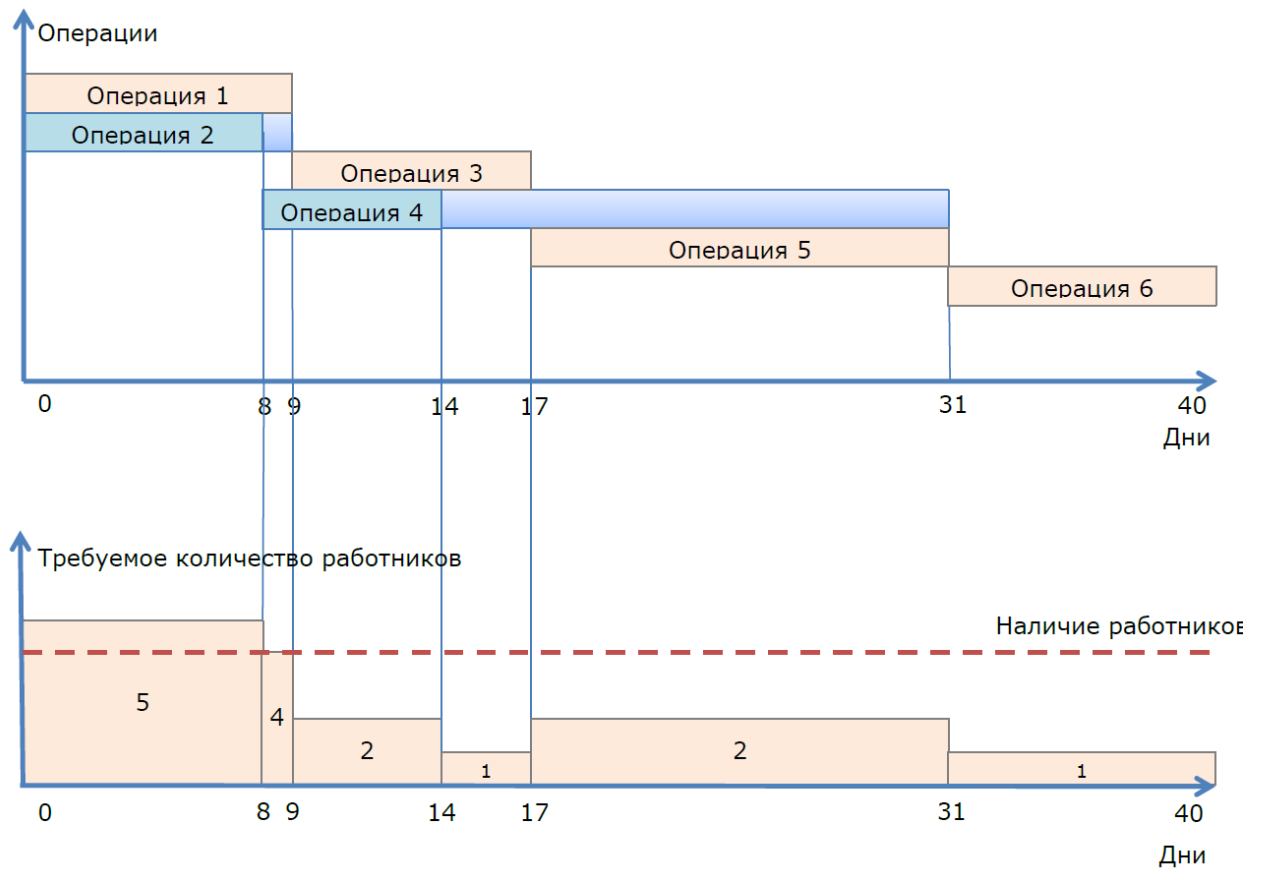 Операции
Операция 1
Операция 2
Операция 3
Операция 4
Операция 5
Операция 6
0 8 9 14 17 31 40
Дни
Требуемое количество работников
Наличие работников
5
4
2
1
2
1
0 8 9 14 17 31 40
Дни